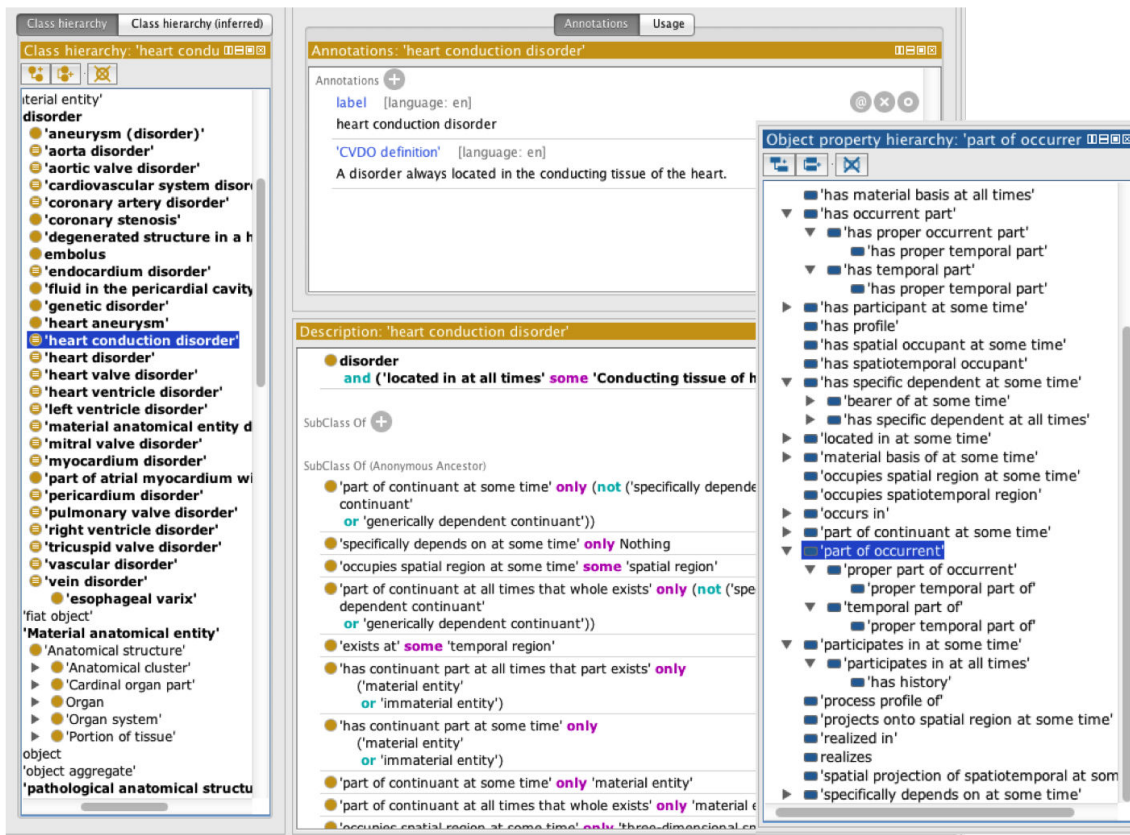 Class hierarchy
Class hierarchy (inferred)
Class hierarchy: 'heart condu
iterial entity'
disorder
'aneurysm (disorder)'
'aorta disorder'
'aortic valve disorder'
'cardiovascular system disor
'coronary artery disorder'
'coronary stenosis'
'degenerated structure in a h
embolus
'endocardium disorder'
'fluid in the pericardial cavity
'genetic disorder'
'heart aneurysm'
'heart conduction disorder'
'heart disorder'
'heart valve disorder'
'heart ventricle disorder'
'left ventricle disorder'
'material anatomical entity d
'mitral valve disorder'
'myocardium disorder'
'part of atrial myocardium wi
'pericardium disorder'
'pulmonary valve disorder'
'right ventricle disorder'
'tricuspid valve disorder'
'vascular disorder'
'vein disorder'
'esophageal varix'
'fiat object'
'Material anatomical entity'
'Anatomical structure'
'Anatomical cluster'
'Cardinal organ part'
Organ
'Organ system'
'Portion of tissue'
object
'object aggregate'
'pathological anatomical structu
Annotations
Usage
Annotations: 'heart conduction disorder'
Annotations
label [language: en]
heart conduction disorder
'CVDO definition' [language: en]
A disorder always located in the conducting tissue of the heart.
Description: 'heart conduction disorder'
disorder
and ('located in at all times' some 'Conducting tissue of h
SubClass Of
SubClass Of (Anonymous Ancestor)
'part of continuant at some time' only (not ('specifically depende
continuant'
or 'generically dependent continuant'))
'specifically depends on at some time' only Nothing
'occupies spatial region at some time' some 'spatial region'
'part of continuant at all times that whole exists' only (not ('spe
dependent continuant'
or 'generically dependent continuant'))
'exists at' some 'temporal region'
'has continuant part at all times that part exists' only
('material entity'
or 'immaterial entity')
'has continuant part at some time' only
('material entity'
or 'immaterial entity')
'part of continuant at some time' only 'material entity'
'part of continuant at all times that whole exists' only 'material e
'occupies spatial region at some time' only 'three-dimensional sp
Object property hierarchy: 'part of occurrer
'has material basis at all times'
'has occurrent part'
'has proper occurrent part'
'has proper temporal part'
'has temporal part'
'has proper temporal part'
'has participant at some time'
'has profile'
'has spatial occupant at some time'
'has spatiotemporal occupant'
'has specific dependent at some time'
'bearer of at some time'
'has specific dependent at all times'
'located in at some time'
'material basis of at some time'
'occupies spatial region at some time'
'occupies spatiotemporal region'
'occurs in'
'part of continuant at some time'
'part of occurrent'
'proper part of occurrent'
'proper temporal part of'
'temporal part of'
'proper temporal part of'
'participates in at some time'
'participates in at all times'
'has history'
'process profile of'
'projects onto spatial region at some time'
'realized in'
realizes
'spatial projection of spatiotemporal at som
'specifically depends on at some time'